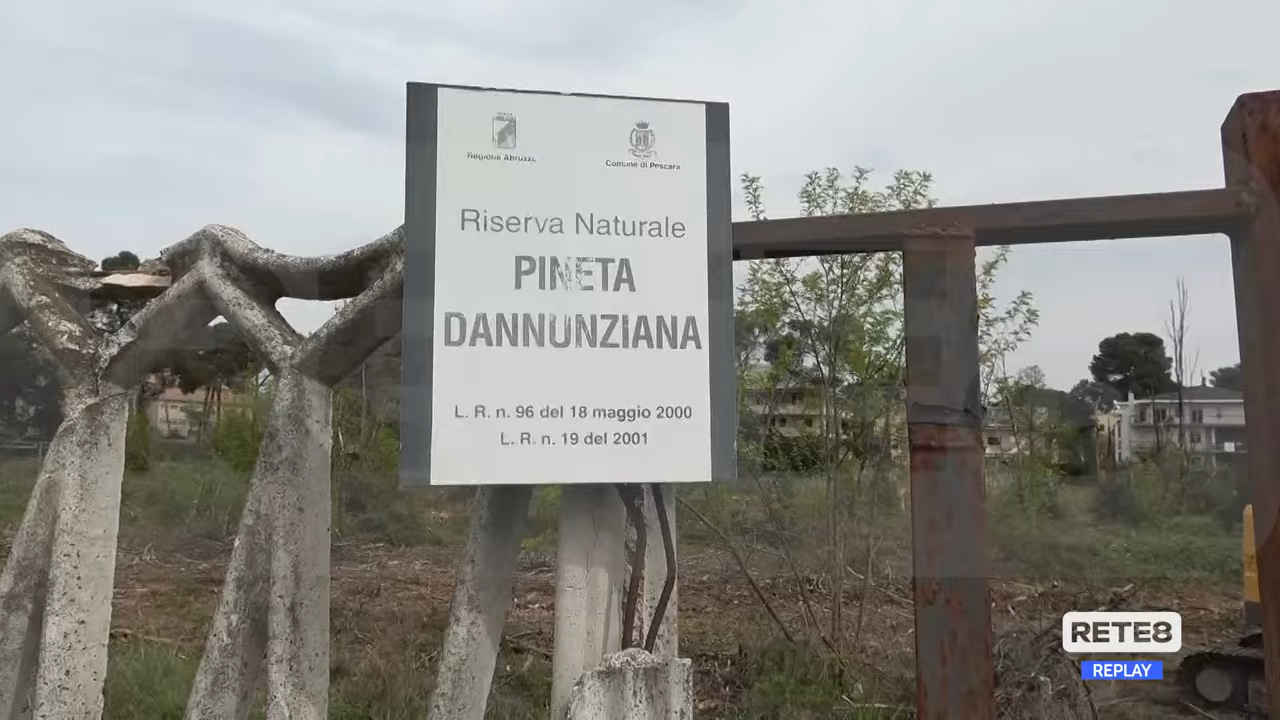 Regione Abruzzo
Comune di Pescara
Riserva Naturale
PINETA
DANNUNZIANA
L. R. n. 96 del 18 maggio 2000
L. R. n. 19 del 2001
RETE8
REPLAY